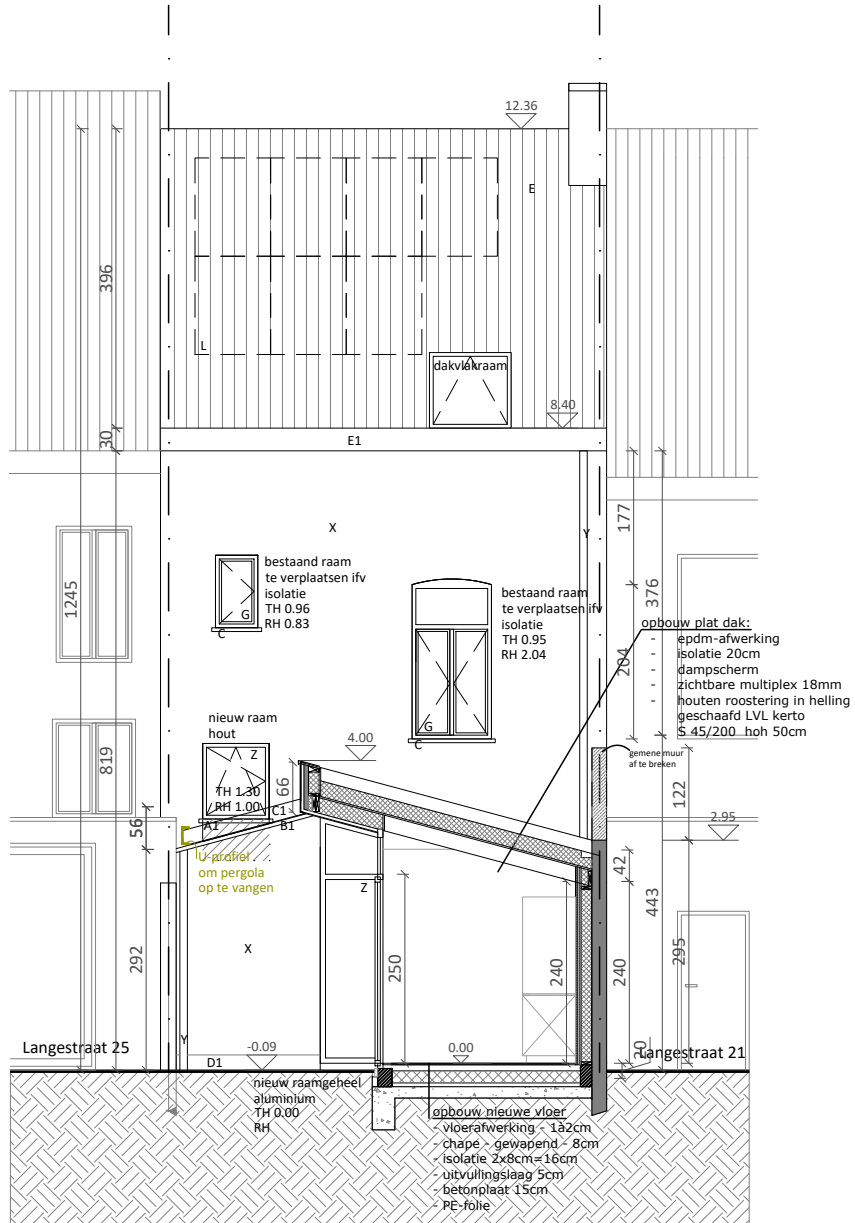 12.36
E
396
L
dakvlakraam
8.40
30
E1
177
X
Y
bestaand raam
te verplaatsen ifv
isolatie
TH 0.96
RH 0.83
G
C
bestaand raam
te verplaatsen ifv
isolatie
TH 0.95
RH 2.04
G
C
1245
376
204
opbouw plat dak:
- epdm-afwerking
- isolatie 20cm
- dampscherm
- zichtbare multiplex 18mm
- houten roostering in helling
geschaafd LVL kerto
S 45/200 hoh 50cm
nieuw raam
hout
Z
4.00
gemene muur
af te breken
819
TH 1.30
RH 1.00
66
122
C1
A1
B1
2.95
56
U-profiel
om pergola
op te vangen
42
Z
443
X
292
250
240
240
295
Y
-0.09
0.00
20
Langestraat 25
Langestraat 21
D1
nieuw raamgeheel
aluminium
TH 0.00
RH
opbouw nieuwe vloer
- vloerafwerking - 1à2cm
- chape - gewapend - 8cm
- isolatie 2x8cm=16cm
- uitvullingslaag 5cm
- betonplaat 15cm
- PE-folie